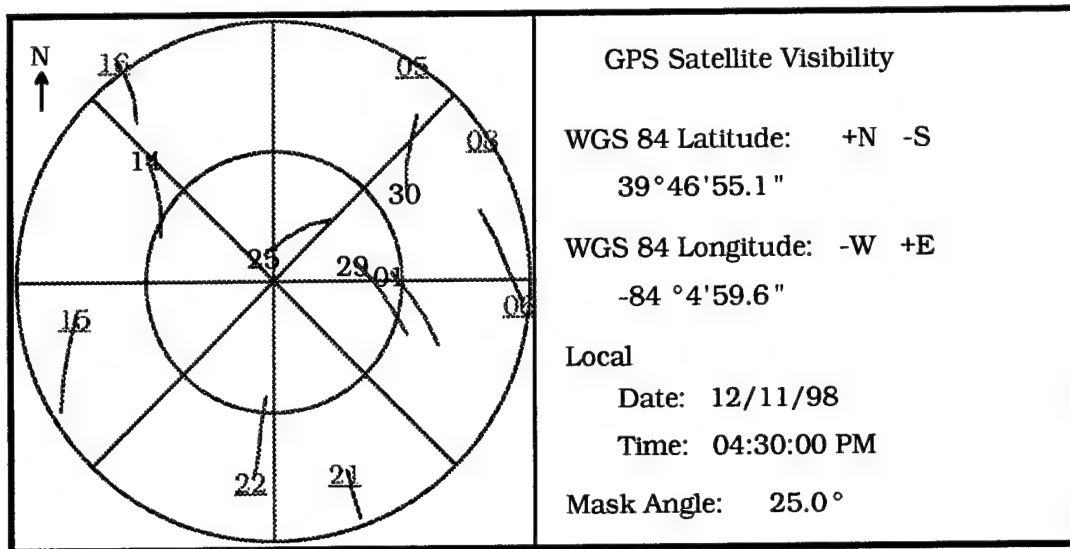 N
16
05
03
14
30
25
29
01
06
15
22
21
GPS Satellite Visibility
WGS 84 Latitude: +N -S
39°46'55.1"
WGS 84 Longitude: -W +E
-84 °4'59.6"
Local
Date: 12/11/98
Time: 04:30:00 PM
Mask Angle: 25.0°